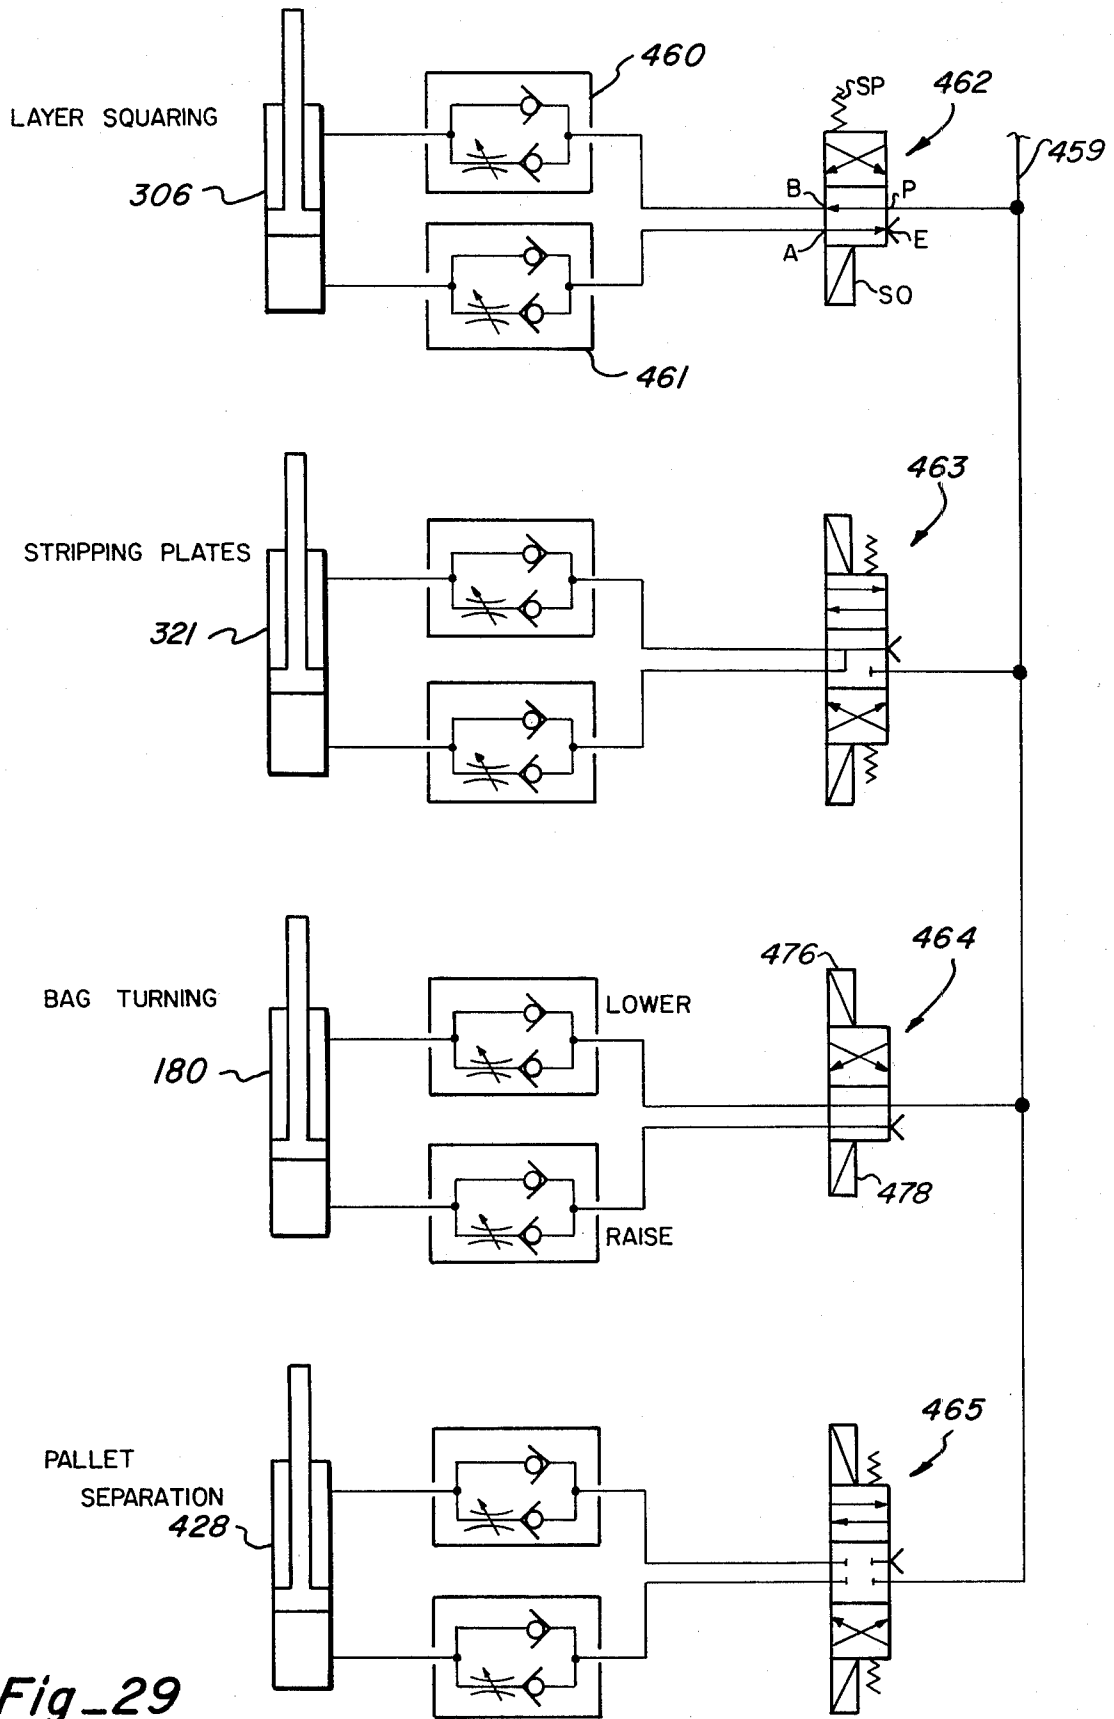 460
LAYER SQUARING
SP
462
459
306
B
P
A
E
SO
461
463
STRIPPING PLATES
321
476
464
BAG TURNING
LOWER
180
478
RAISE
465
PALLET
SEPARATION
428
Fig_29